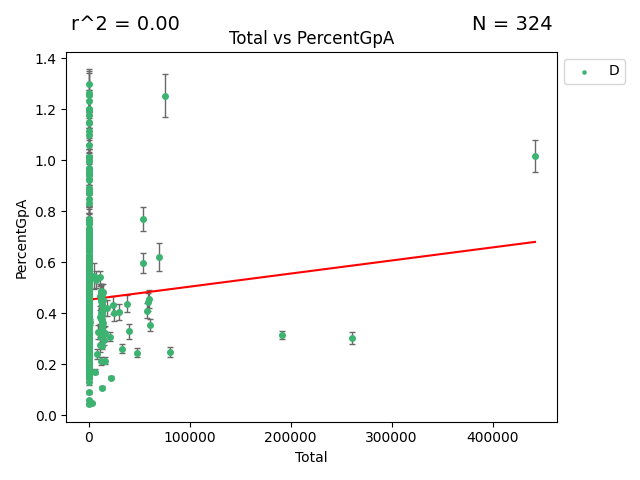 r^2 = 0.00
N = 324
Total vs PercentGpA
D
PercentGpA
1.4
1.2
1.0
0.8
0.6
0.4
0.2
0.0
0
100000
200000
300000
400000
Total